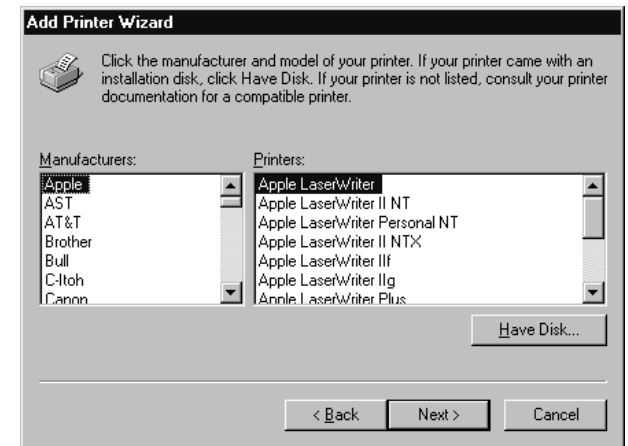 Add Printer Wizard
Click the manufacturer and model of your printer. If your printer came with an
installation disk, click Have Disk. If your printer is not listed, consult your printer
documentation for a compatible printer.
Manufacturers:
Apple
AST
AT&T
Brother
Bull
C-Itoh
Canon
Printers:
Apple LaserWriter
Apple LaserWriter II NT
Apple LaserWriter Personal NT
Apple LaserWriter II NTX
Apple LaserWriter IIf
Apple LaserWriter IIg
Apple LaserWriter Plus
Have Disk...
< Back
Next >
Cancel